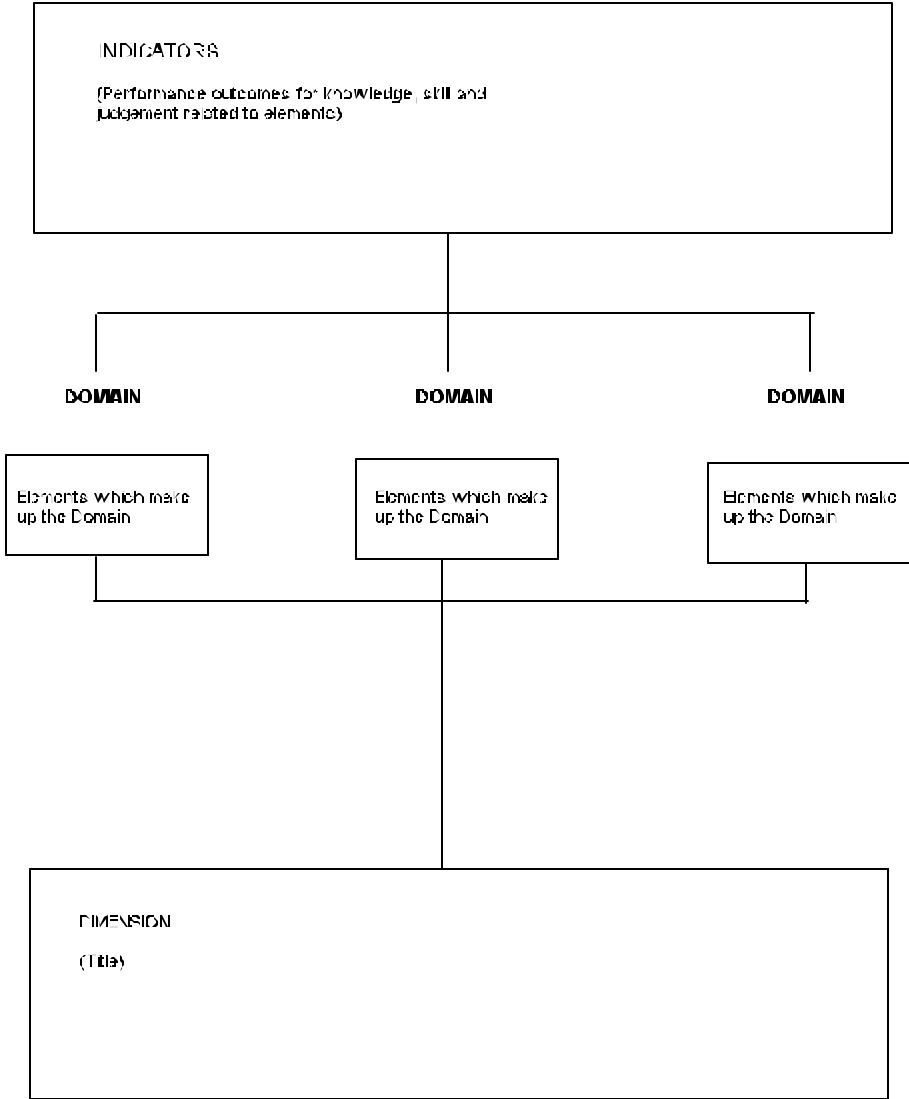 INDICATORS
(Performance outcomes for knowledge, skill and
judgement related to elements)
DOMAIN
DOMAIN
DOMAIN
Elements which make
up the Domain
Elements which make
up the Domain
Elements which make
up the Domain
DIMENSION
(Title)